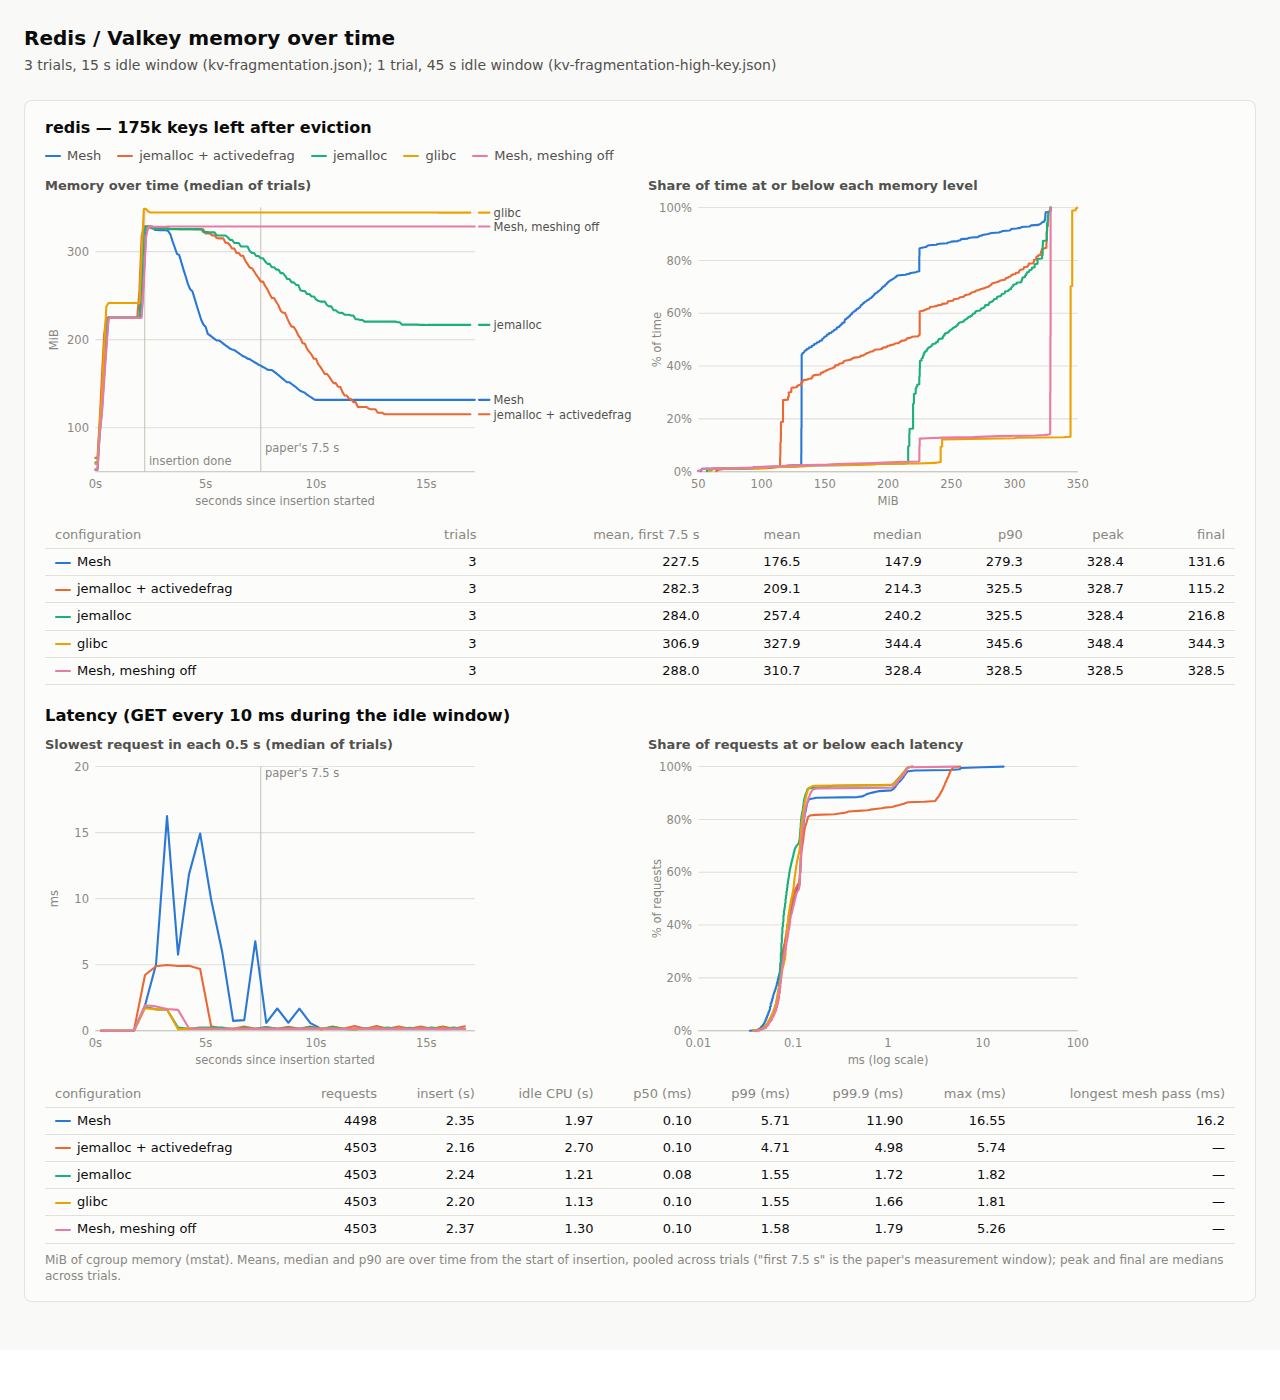 Redis / Valkey memory over time
3 trials, 15 s idle window (kv-fragmentation.json); 1 trial, 45 s idle window (kv-fragmentation-high-key.json)
redis — 175k keys left after eviction
Mesh jemalloc + activedefrag jemalloc glibc Mesh, meshing off
Memory over time (median of trials)
300
200
100
MiB
0s 5s 10s 15s
seconds since insertion started
insertion done
paper's 7.5 s
glibc
Mesh, meshing off
jemalloc
Mesh
jemalloc + activedefrag
Share of time at or below each memory level
100%
80%
60%
40%
20%
0%
% of time
50 100 150 200 250 300 350
MiB
configuration trials mean, first 7.5 s mean median p90 peak final
Mesh 3 227.5 176.5 147.9 279.3 328.4 131.6
jemalloc + activedefrag 3 282.3 209.1 214.3 325.5 328.7 115.2
jemalloc 3 284.0 257.4 240.2 325.5 328.4 216.8
glibc 3 306.9 327.9 344.4 345.6 348.4 344.3
Mesh, meshing off 3 288.0 310.7 328.4 328.5 328.5 328.5
Latency (GET every 10 ms during the idle window)
Slowest request in each 0.5 s (median of trials)
20
15
10
5
0
ms
paper's 7.5 s
0s 5s 10s 15s
seconds since insertion started
Share of requests at or below each latency
100%
80%
60%
40%
20%
0%
% of requests
0.01 0.1 1 10 100
ms (log scale)
configuration requests insert (s) idle CPU (s) p50 (ms) p99 (ms) p99.9 (ms) max (ms) longest mesh pass (ms)
Mesh 4498 2.35 1.97 0.10 5.71 11.90 16.55 16.2
jemalloc + activedefrag 4503 2.16 2.70 0.10 4.71 4.98 5.74 —
jemalloc 4503 2.24 1.21 0.08 1.55 1.72 1.82 —
glibc 4503 2.20 1.13 0.10 1.55 1.66 1.81 —
Mesh, meshing off 4503 2.37 1.30 0.10 1.58 1.79 5.26 —
MiB of cgroup memory (mstat). Means, median and p90 are over time from the start of insertion, pooled across trials ("first 7.5 s" is the paper's measurement window); peak and final are medians
across trials.